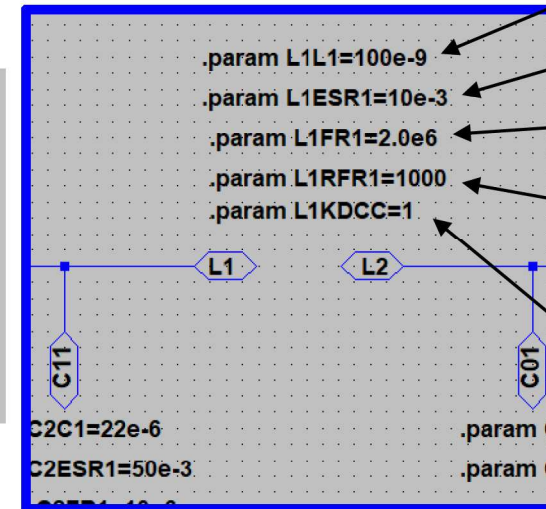 .param L1L1=100e-9
.param L1ESR1=10e-3
.param L1FR1=2.0e6
.param L1RFR1=1000
.param L1KDCC=1
L1
L2
C11
C01
C2C1=22e-6
.param
C2ESR1=50e-3
.param